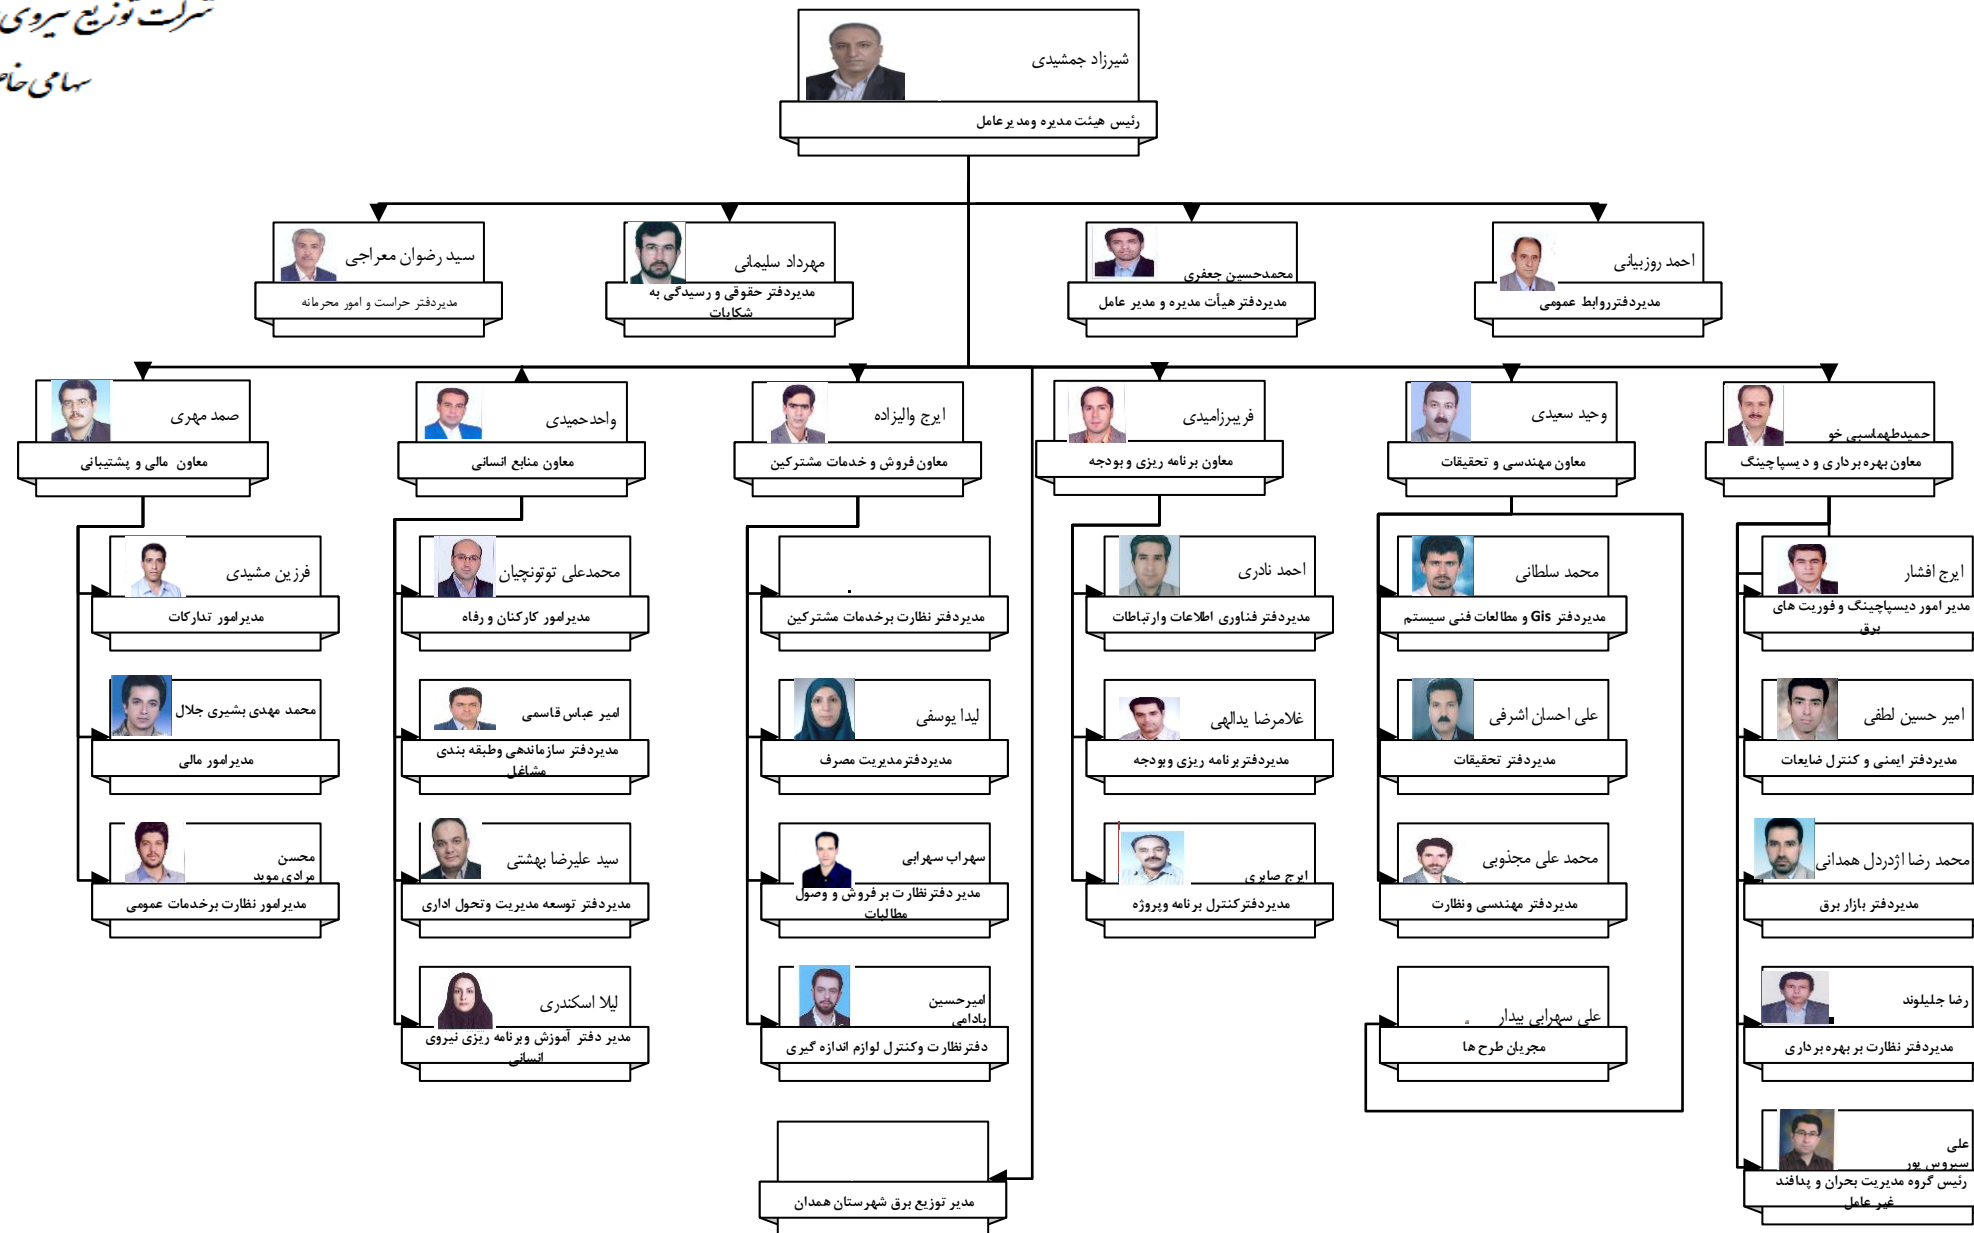 شرکت توزیع نیروی
سهامی خاص
شیرزاد جمشیدی
رئیس هیئت مدیره ومدیرعامل
احمد روزبیانی
مدیردفترروابط عمومی
محمدحسین جعفری
مدیردفتر هیأت مدیره و مدیر عامل
مهرداد سلیمانی
مدیردفتر حقوقی و رسیدگی به
شکایات
سید رضوان معراجی
مدیردفتر حراست و امور محرمانه
حمیدطهماسبی خو
معاون بهره برداری و دیسپاچینگ
وحید سعیدی
معاون مهندسی و تحقیقات
فریبرزامیدی
معاون برنامه ریزی و بودجه
ایرج والیزاده
معاون فروش و خدمات مشترکین
واحدحمیدی
معاون منابع انسانی
صمد مهری
معاون مالی و پشتیبانی
ایرج افشار
مدیر امور دیسپاچینگ و فوریت های
برق
محمد سلطانی
مدیردفتر Gis و مطالعات فنی سیستم
احمد نادری
مدیردفتر فناوری اطلاعات وارتباطات
مدیردفتر نظارت برخدمات مشترکین
محمدعلی توتونچیان
مدیرامور کارکنان و رفاه
فرزین مشیدی
مدیرامور تدارکات
امیر حسین لطفی
مدیردفتر ایمنی و کنترل ضایعات
علی احسان اشرفی
مدیردفتر تحقیقات
غلامرضا یدالهی
مدیردفتربرنامه ریزی وبودجه
لیدا یوسفی
مدیردفترمدیریت مصرف
امیر عباس قاسمی
مدیردفتر سازماندهی وطبقه بندی
مشاغل
محمد مهدی بشیری جلال
مدیرامور مالی
محمد رضا اژدردل همدانی
مدیردفتر بازار برق
محمد علی مجذوبی
مدیردفتر مهندسی ونظارت
ایرج صابری
مدیردفترکنترل برنامه وپروژه
سهراب سهرابی
مدیر دفترنظارت بر فروش و وصول
مطالبات
سید علیرضا بهشتی
مدیردفتر توسعه مدیریت وتحول اداری
محسن
مرادی موید
مدیرامور نظارت برخدمات عمومی
رضا جلیلوند
مدیردفتر نظارت بر بهره برداری
علی سهرابی بیدار
مجریان طرح ها
امیرحسین
بادامی
دفترنظارت وکنترل لوازم اندازه گیری
لیلا اسکندری
مدیر دفتر آموزش وبرنامه ریزی نیروی
انسانی
علی
سیروس پور
رئیس گروه مدیریت بحران و پدافند
غیر عامل
مدیر توزیع برق شهرستان همدان